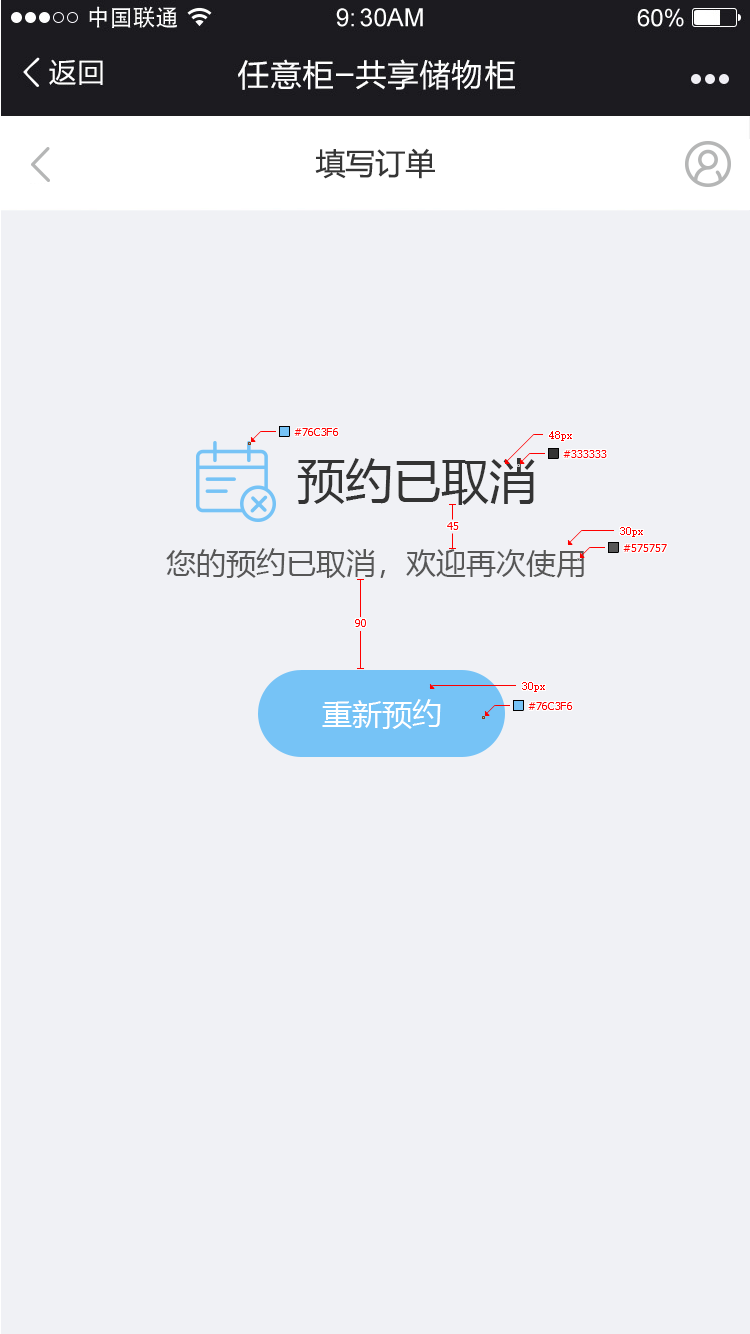 中国联通 9:30AM 60%
返回 任意柜-共享储物柜
填写订单
#76C3F6
48px
#333333
预约已取消
45
30px
#575757
您的预约已取消，欢迎再次使用
90
30px
#76C3F6
重新预约